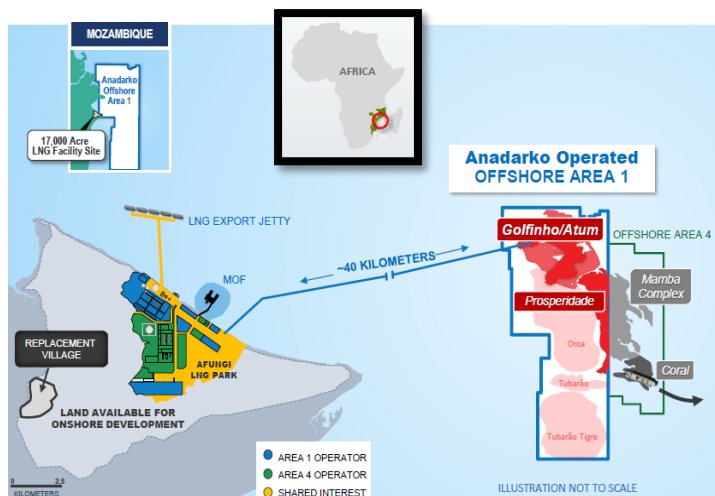 MOZAMBIQUE
Anadarko
Offshore
Area 1
17,000 Acre
LNG Facility Site
AFRICA
Anadarko Operated
OFFSHORE AREA 1
LNG EXPORT JETTY
MOF
~40 KILOMETERS
Golfinho/Atum
OFFSHORE AREA 4
Mamba
Complex
Prosperidade
Orca
Coral
Tubarão
Tubarão Tigre
REPLACEMENT
VILLAGE
AFUNGI
LNG PARK
LAND AVAILABLE FOR
ONSHORE DEVELOPMENT
AREA 1 OPERATOR
AREA 4 OPERATOR
SHARED INTEREST
0 2.5
KILOMETERS
ILLUSTRATION NOT TO SCALE